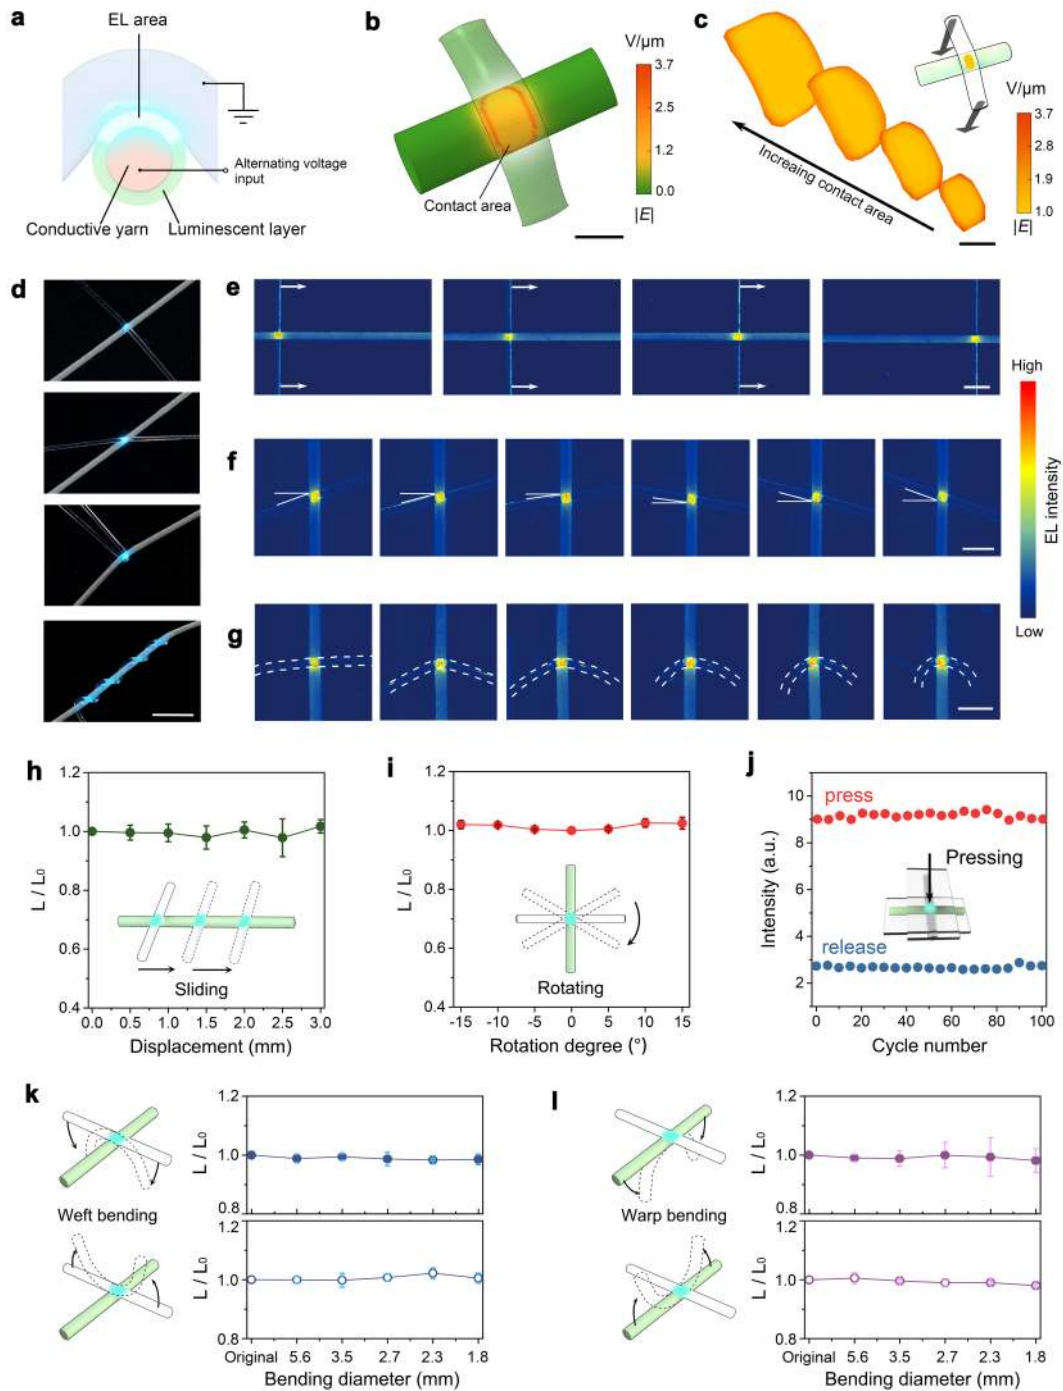 a
EL area
Alternating voltage
input
Conductive yarn
Luminescent layer
b
V/μm
3.7
2.5
1.2
0.0
|E|
Contact area
c
V/μm
3.7
2.8
1.9
1.0
|E|
Increaing contact area
d
e
f
g
High
EL intensity
Low
h
1.2
1.0
0.8
0.6
0.4
L / L0
Sliding
0.0 0.5 1.0 1.5 2.0 2.5 3.0
Displacement (mm)
i
1.2
1.0
0.8
0.6
0.4
L / L0
Rotating
-15 -10 -5 0 5 10 15
Rotation degree (°)
j
10
8
6
4
2
Intensity (a.u.)
press
Pressing
release
0 20 40 60 80 100
Cycle number
k
Weft bending
1.2
1.0
0.8
L / L0
1.2
1.0
0.8
L / L0
Original 5.6 3.5 2.7 2.3 1.8
Bending diameter (mm)
l
Warp bending
1.2
1.0
0.8
L / L0
1.2
1.0
0.8
L / L0
Original 5.6 3.5 2.7 2.3 1.8
Bending diameter (mm)